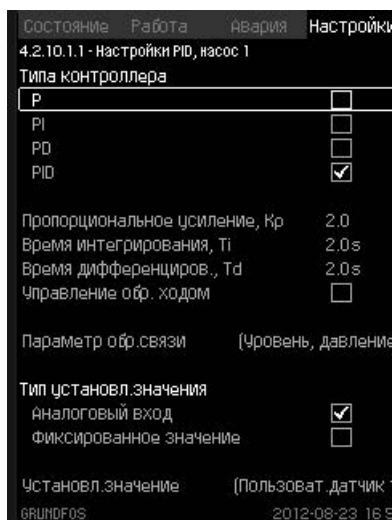 Состояние Работа Авария Настройки
4.2.10.1.1 - Настройки PID, насос 1
Типа контроллера
P
PI
PD
PID
Пропорциональное усиление, Kp 2.0
Время интегрирования, Ti 2.0s
Время дифференциров., Td 2.0s
Управление обр. ходом
Параметр обр.связи (Уровень, давление
Тип установл.значения
Аналоговый вход
Фиксированное значение
Установл.значение (Пользоват.датчик 1
GRUNDFOS 2012-08-23 16